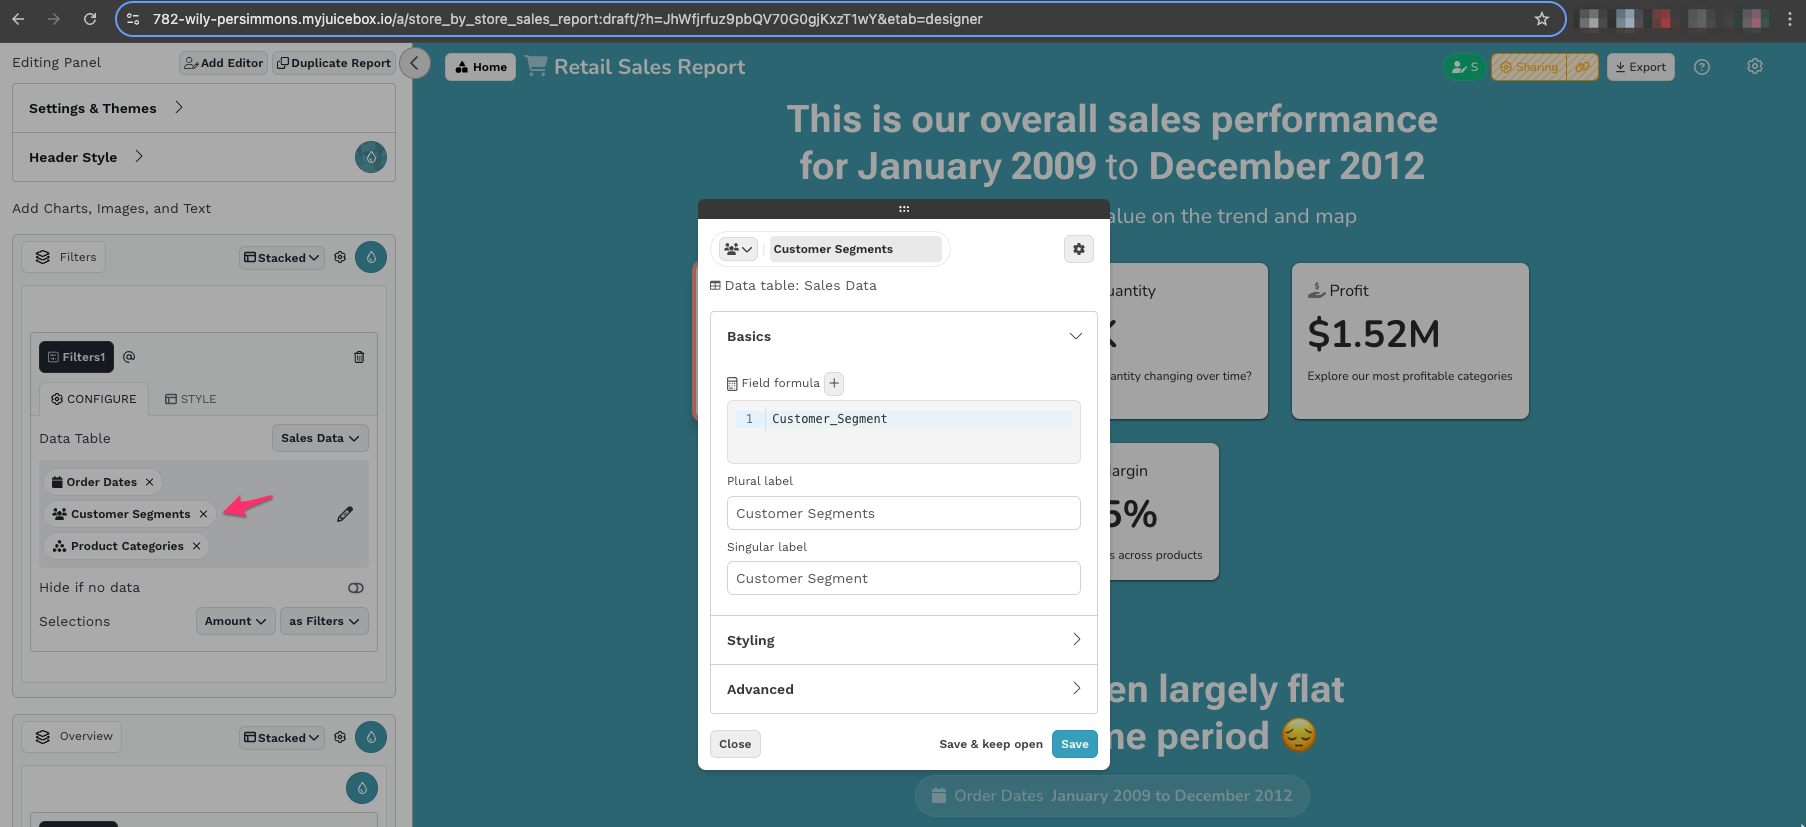 782-wily-persimmons.myjuicebox.io/a/store_by_store_sales_report:draft/?h=JhWfjrfuz9pbQV70G0gjKxzT1wY&etab=designer
Editing Panel
Add Editor
Duplicate Report
Home
Retail Sales Report
S
Sharing
Export
Settings & Themes
Header Style
This is our overall sales performance
for January 2009 to December 2012
alue on the trend and map
Add Charts, Images, and Text
Filters
Stacked
Customer Segments
Data table: Sales Data
uantity
Profit
$1.52M
antity changing over time?
Explore our most profitable categories
Basics
Field formula
1 Customer_Segment
Filters1
CONFIGURE
STYLE
Data Table
Sales Data
Order Dates
Customer Segments
Product Categories
Plural label
Customer Segments
Singular label
Customer Segment
argin
5%
s across products
Hide if no data
Selections
Amount
as Filters
Styling
Advanced
en largely flat
ne period 😔
Overview
Stacked
Close
Save & keep open
Save
Order Dates January 2009 to December 2012